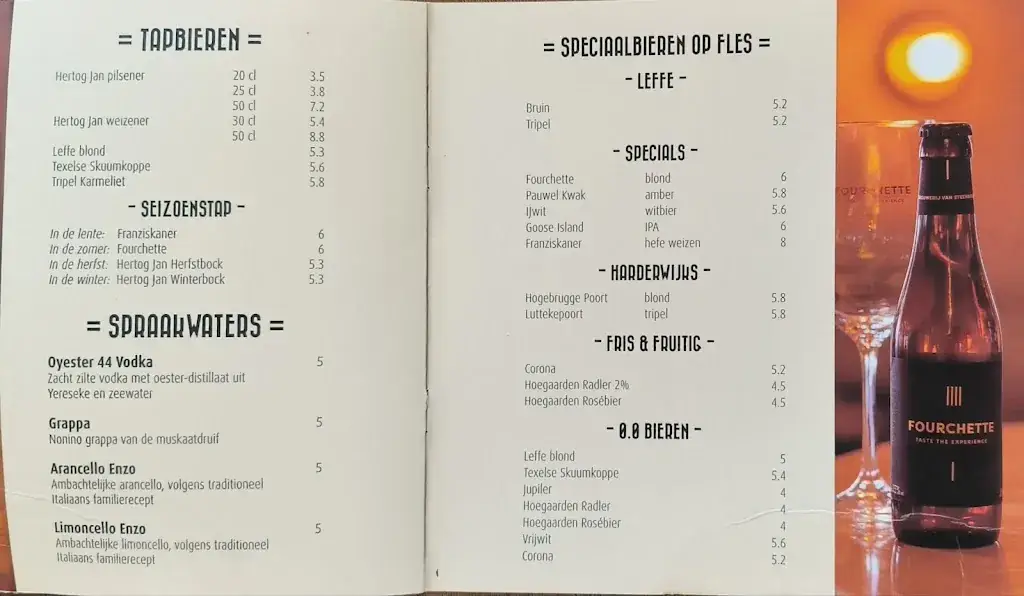 = TAPBIEREN =
Hertog Jan pilsener 20 cl 3.5
25 cl 3.8
50 cl 7.2
Hertog Jan weizener 30 cl 5.4
50 cl 8.8
Leffe blond 5.3
Texelse Skuumkoppe 5.6
Tripel Karmeliet 5.8
- SEIZOENSTAP -
In de lente: Franziskaner 6
In de zomer: Fourchette 6
In de herfst: Hertog Jan Herfstbock 5.3
In de winter: Hertog Jan Winterbock 5.3
= SPRAAKWATERS =
Oyester 44 Vodka 5
Zacht zilte vodka met oester-distillaat uit
Yereseke en zeewater
Grappa 5
Nonino grappa van de muskaatdruif
Arancello Enzo 5
Ambachtelijke arancello, volgens traditioneel
Italiaans familierecept
Limoncello Enzo 5
Ambachtelijke limoncello, volgens traditioneel
Italiaans familierecept
= SPECIAALBIEREN OP FLES =
- LEFFE -
Bruin 5.2
Tripel 5.2
- SPECIALS -
Fourchette blond 6
Pauwel Kwak amber 5.8
IJwit witbier 5.6
Goose Island IPA 6
Franziskaner hefe weizen 8
- HARDERWIJKS -
Hogebrugge Poort blond 5.8
Luttekepoort tripel 5.8
- FRIS & FRUITIG -
Corona 5.2
Hoegaarden Radler 2% 4.5
Hoegaarden Rosébier 4.5
- 0.0 BIEREN -
Leffe blond 5
Texelse Skuumkoppe 5.4
Jupiler 4
Hoegaarden Radler 4
Hoegaarden Rosébier 4
Vrijwit 5.6
Corona 5.2
FOURCHETTE
FOURCHETTE
TASTE THE EXPERIENCE